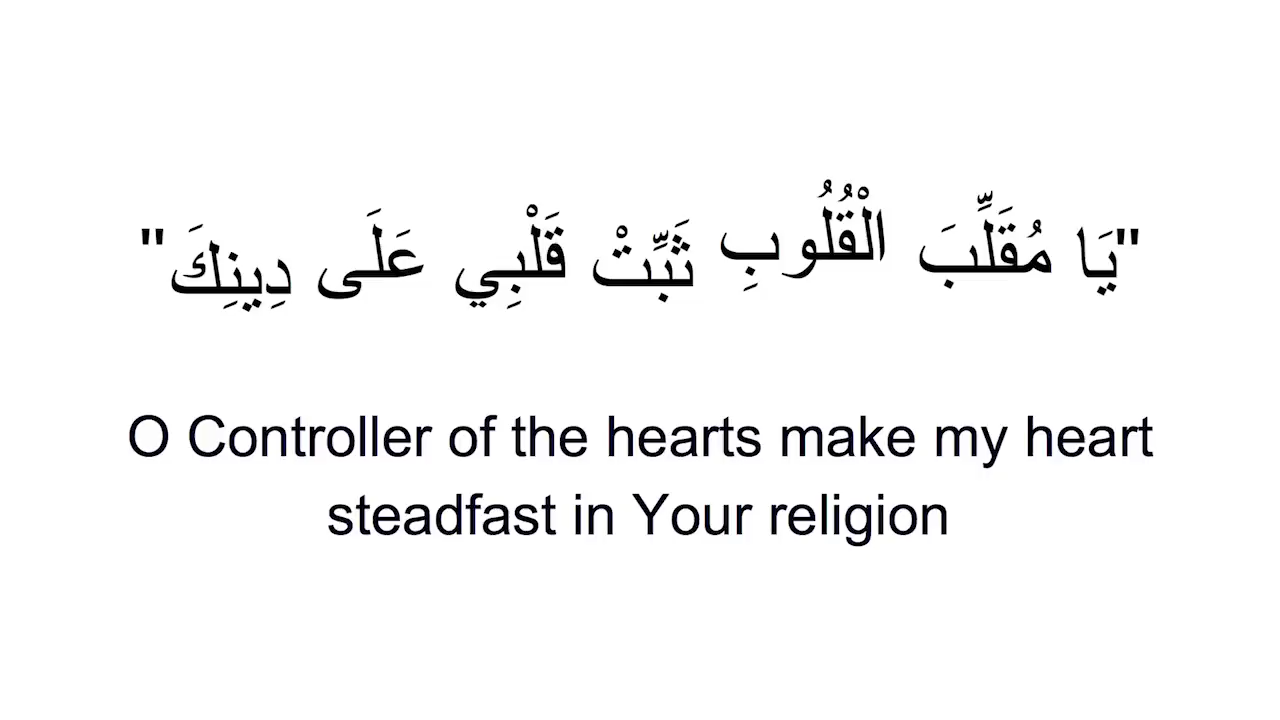 "يَا مُقَلِّبَ الْقُلُوبِ ثَبِّتْ قَلْبِي عَلَى دِينِكَ"
O Controller of the hearts make my heart
steadfast in Your religion